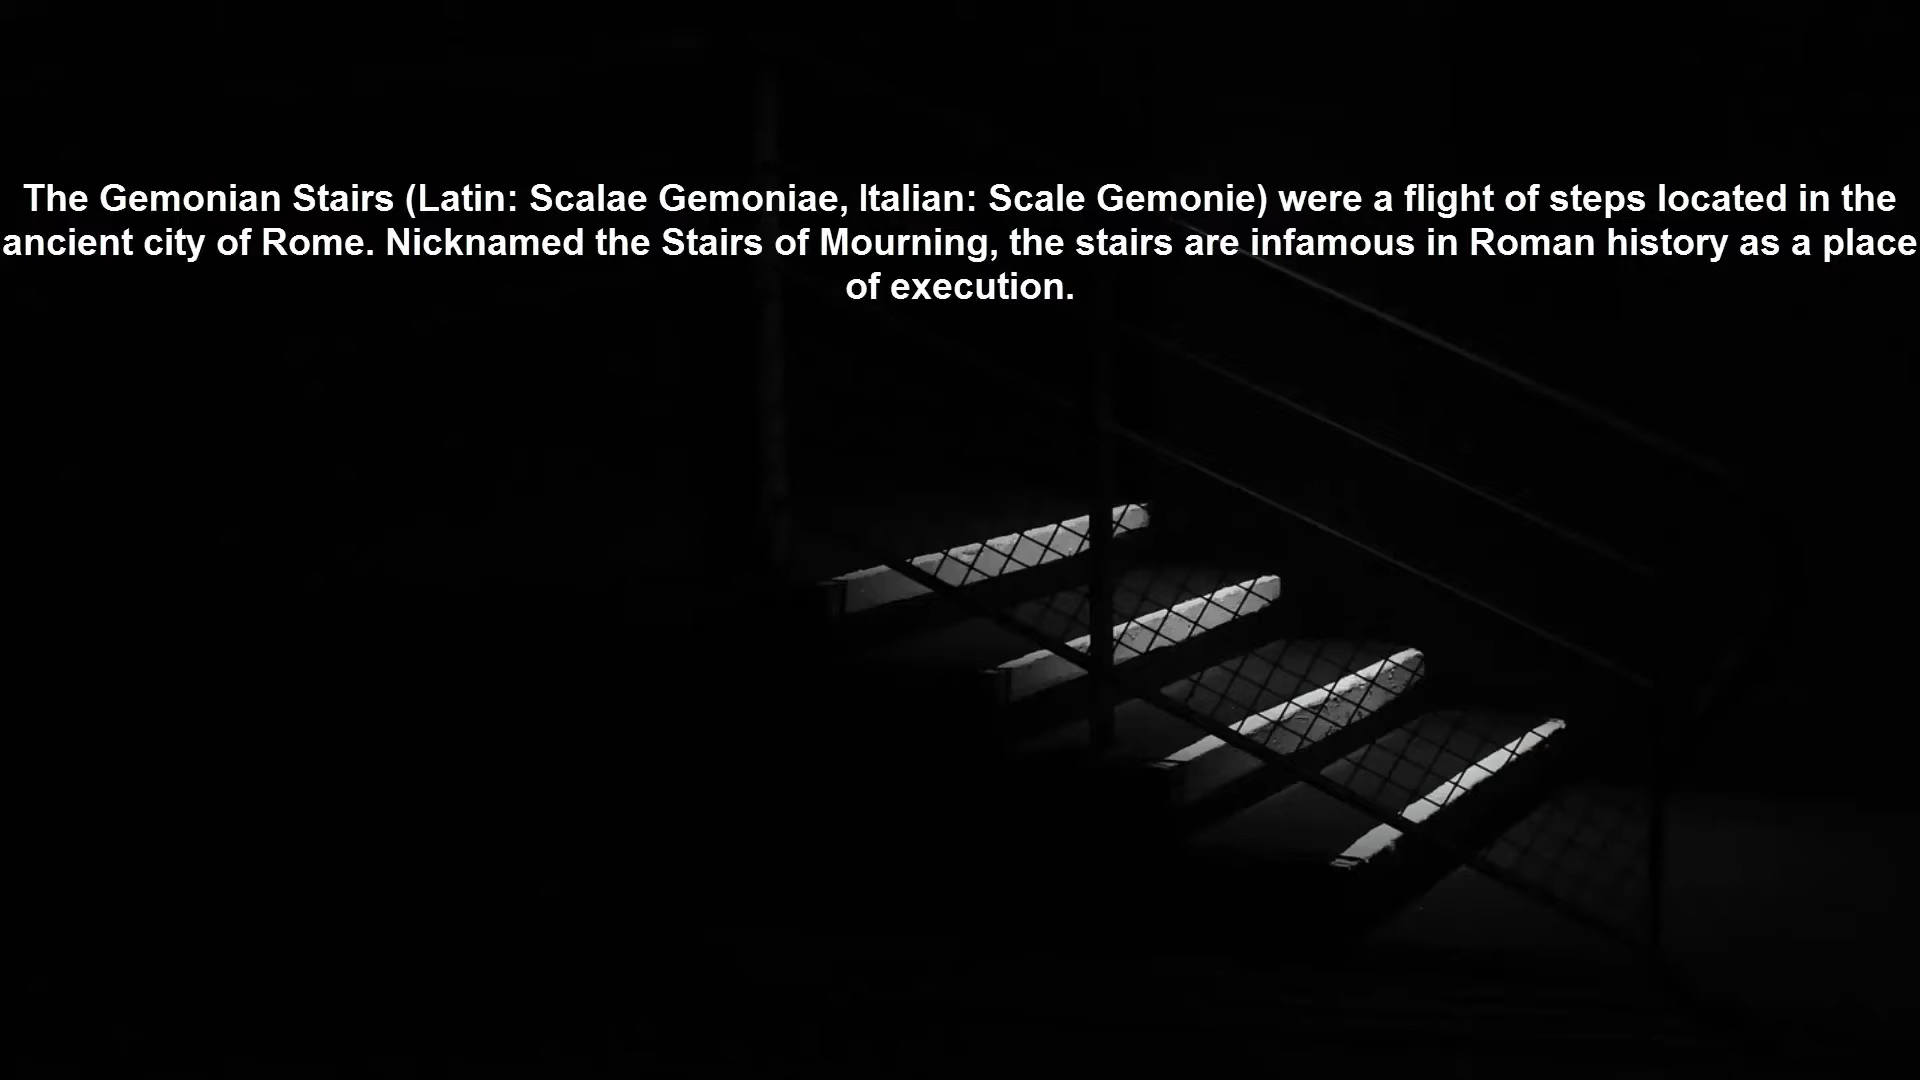 The Gemonian Stairs (Latin: Scalae Gemoniae, Italian: Scale Gemonie) were a flight of steps located in the
ancient city of Rome. Nicknamed the Stairs of Mourning, the stairs are infamous in Roman history as a place
of execution.